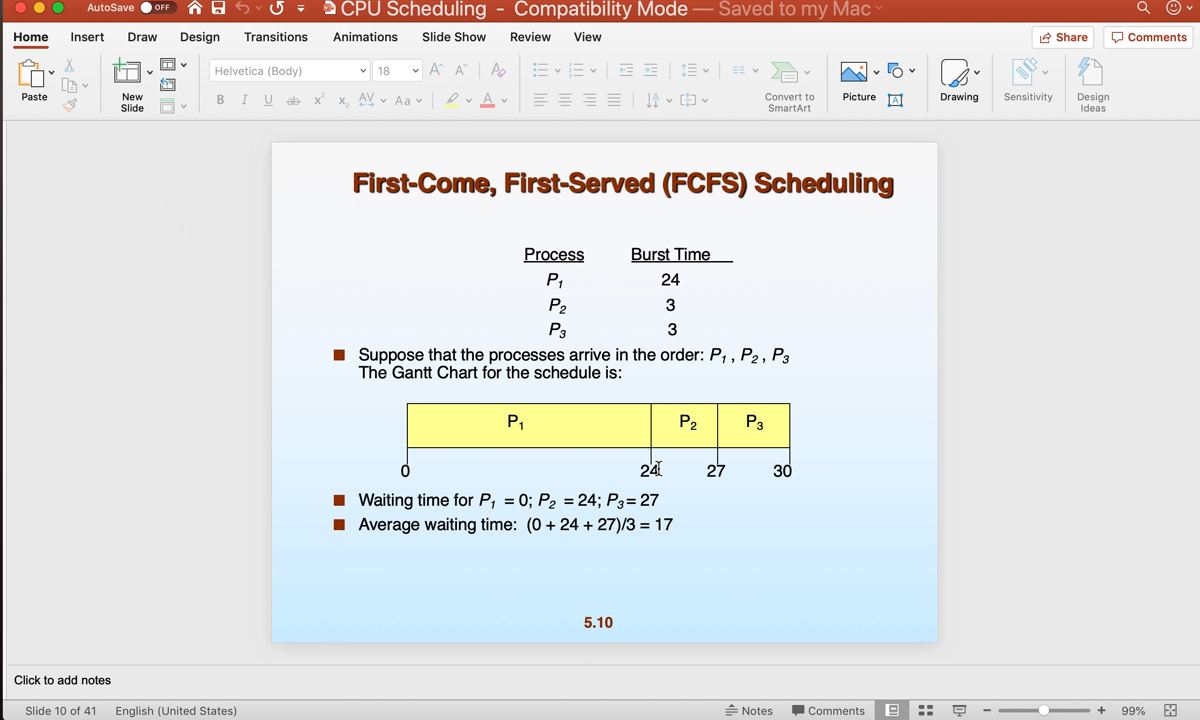 AutoSave OFF CPU Scheduling - Compatibility Mode — Saved to my Mac
Home Insert Draw Design Transitions Animations Slide Show Review View Share Comments
Helvetica (Body) 18
Paste New Slide Convert to SmartArt Picture Drawing Sensitivity Design Ideas
First-Come, First-Served (FCFS) Scheduling
Process Burst Time
P1 24
P2 3
P3 3
Suppose that the processes arrive in the order: P1 , P2 , P3
The Gantt Chart for the schedule is:
P1 P2 P3
0 24 27 30
Waiting time for P1 = 0; P2 = 24; P3 = 27
Average waiting time: (0 + 24 + 27)/3 = 17
5.10
Click to add notes
Slide 10 of 41 English (United States) Notes Comments 99%